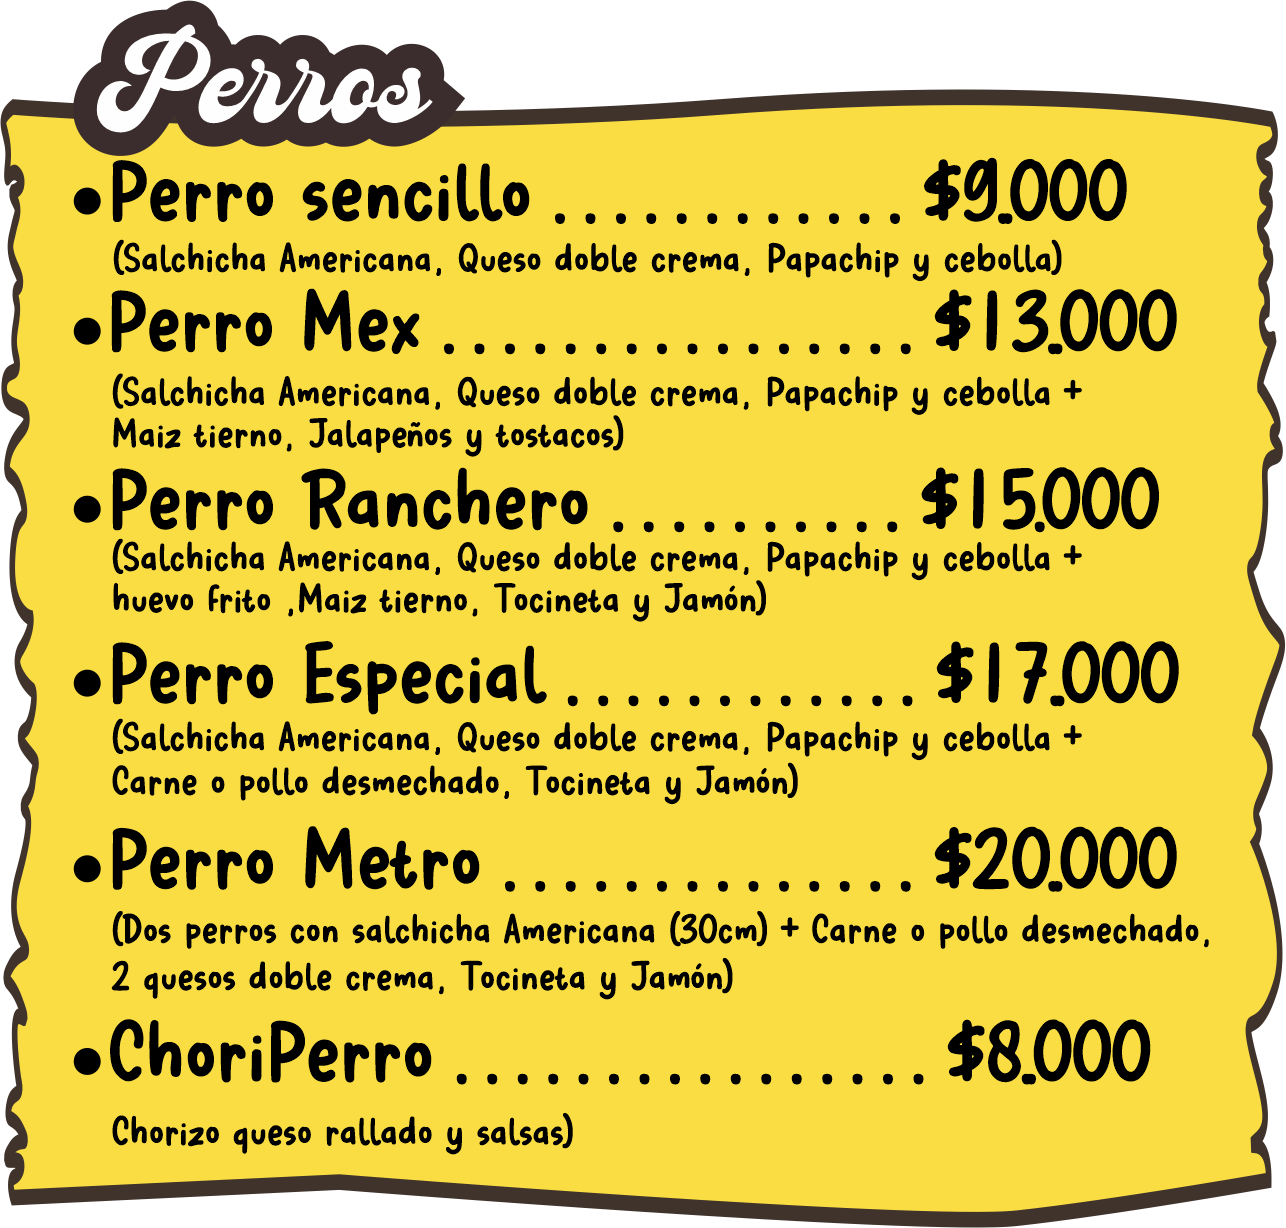 Perros
•Perro sencillo ............ $9.000
(Salchicha Americana, Queso doble crema, Papachip y cebolla)
•Perro Mex ................ $13.000
(Salchicha Americana, Queso doble crema, Papachip y cebolla +
Maiz tierno, Jalapeños y tostacos)
•Perro Ranchero .......... $15.000
(Salchicha Americana, Queso doble crema, Papachip y cebolla +
huevo frito ,Maiz tierno, Tocineta y Jamón)
•Perro Especial ............ $17.000
(Salchicha Americana, Queso doble crema, Papachip y cebolla +
Carne o pollo desmechado, Tocineta y Jamón)
•Perro Metro .............. $20.000
(Dos perros con salchicha Americana (30cm) + Carne o pollo desmechado,
2 quesos doble crema, Tocineta y Jamón)
•ChoriPerro ................ $8.000
Chorizo queso rallado y salsas)